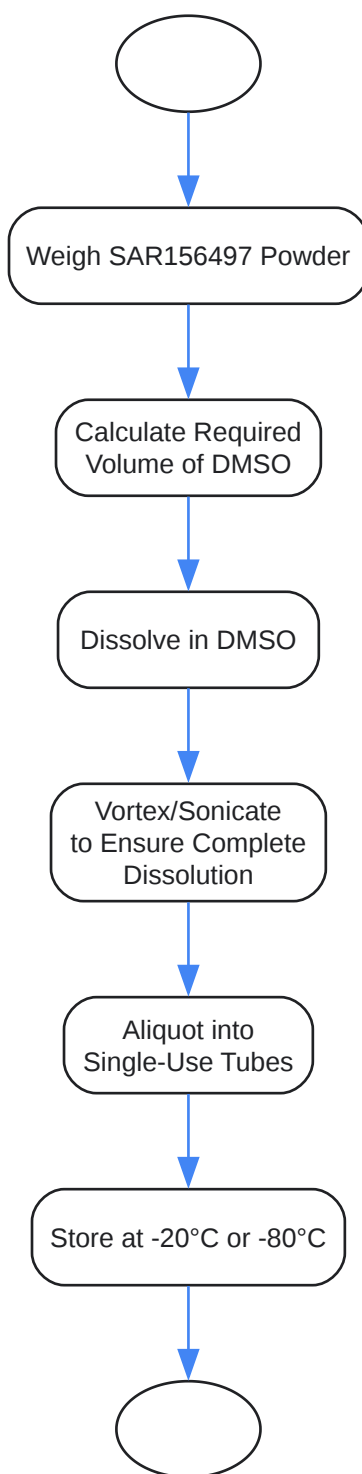 Weigh SAR156497 Powder
Calculate Required
Volume of DMSO
Dissolve in DMSO
Vortex/Sonicate
to Ensure Complete
Dissolution
Aliquot into
Single-Use Tubes
Store at -20°C or -80°C